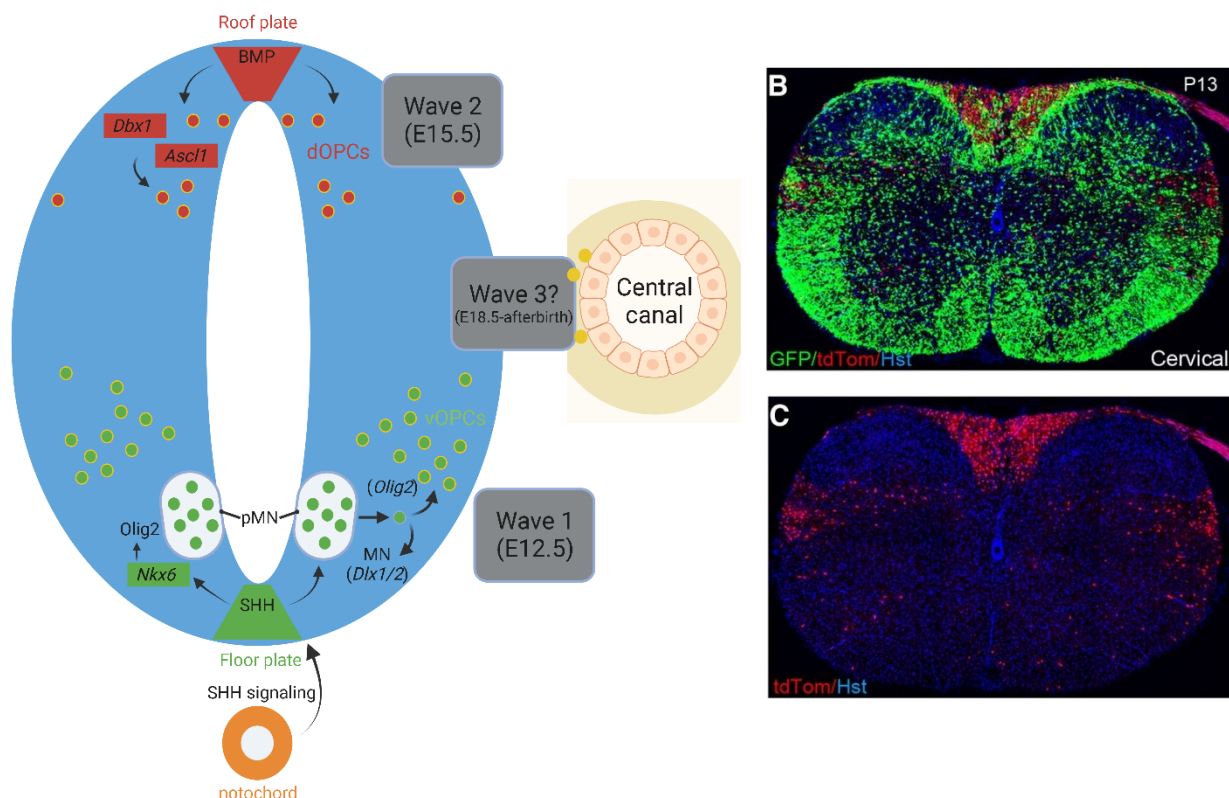 Roof plate
BMP
Dbx1
Ascl1
dOPCs
Wave 2
(E15.5)
Wave 3?
(E18.5-afterbirth)
Central
canal
vOPCs
(Olig2)
pMN
Olig2
Nkx6
MN
(Dlx1/2)
Wave 1
(E12.5)
SHH
Floor plate
SHH signaling
notochord
B
P13
GFP/tdTom/Hst
Cervical
C
tdTom/Hst